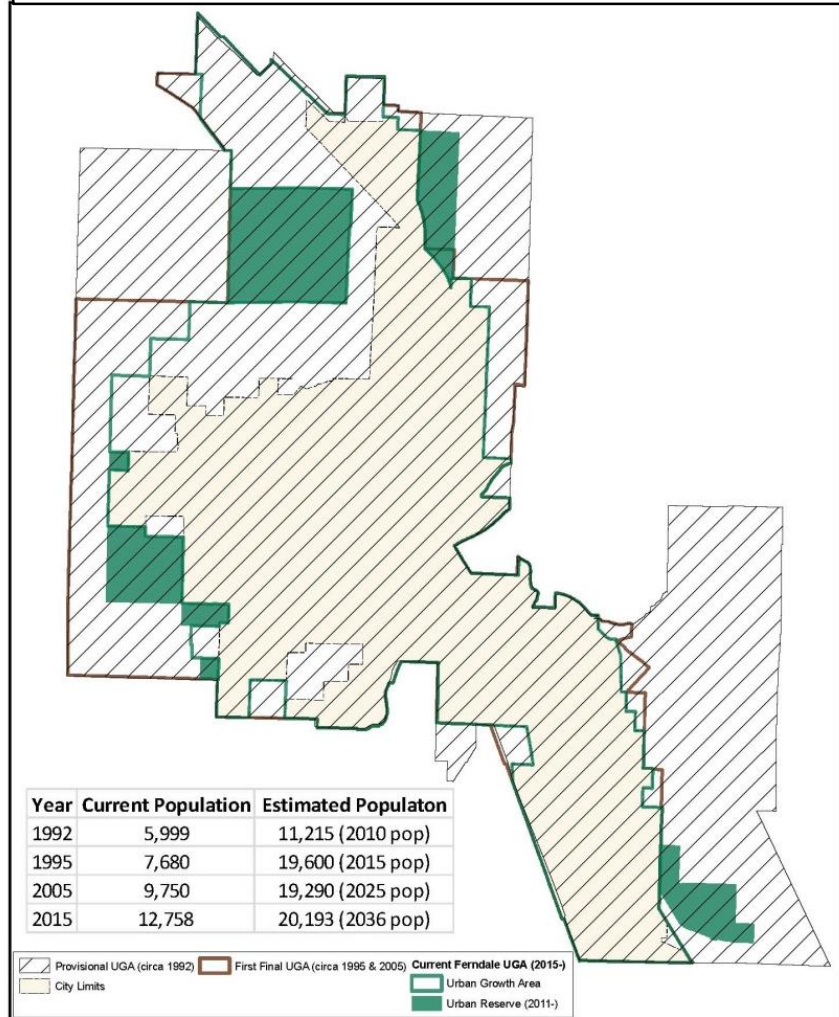 Year Current Population Estimated Populaton
1992 5,999 11,215 (2010 pop)
1995 7,680 19,600 (2015 pop)
2005 9,750 19,290 (2025 pop)
2015 12,758 20,193 (2036 pop)
Provisional UGA (circa 1992) First Final UGA (circa 1995 & 2005) Current Ferndale UGA (2015-)
City Limits Urban Growth Area
Urban Reserve (2011-)